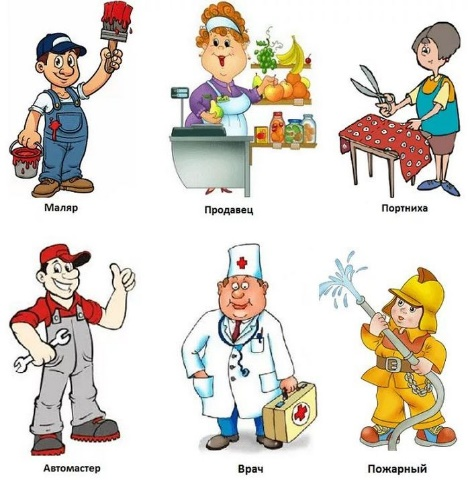 Маляр
Продавец
Портниха
Автомастер
Врач
Пожарный